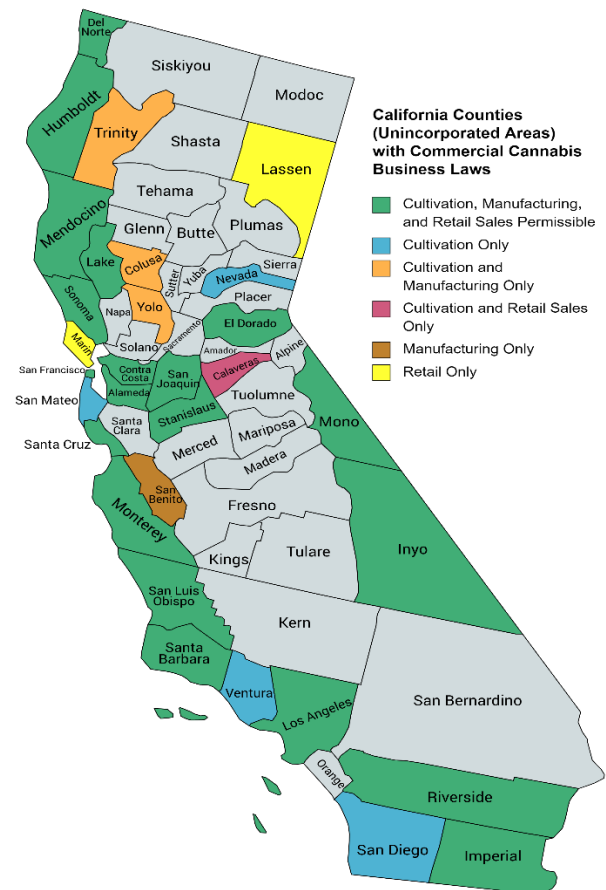 Del
Norte
Siskiyou
Modoc
Humboldt
Trinity
Shasta
Lassen
Tehama
Plumas
Mendocino
Glenn
Butte
Lake
Colusa
Sutter
Yuba
Sierra
Nevada
Placer
Sonoma
Napa
Yolo
El Dorado
Sacramento
Marin
Solano
Amador
Alpine
Calaveras
San Francisco
Contra
Costa
San
Joaquin
Alameda
Tuolumne
Mono
San Mateo
Stanislaus
Santa
Clara
Santa Cruz
Merced
Mariposa
Madera
San
Benito
Fresno
Monterey
Kings
Tulare
Inyo
San Luis
Obispo
Kern
Santa
Barbara
Ventura
Los Angeles
San Bernardino
Orange
Riverside
San Diego
Imperial
California Counties
(Unincorporated Areas)
with Commercial Cannabis
Business Laws
Cultivation, Manufacturing,
and Retail Sales Permissible
Cultivation Only
Cultivation and
Manufacturing Only
Cultivation and Retail Sales
Only
Manufacturing Only
Retail Only